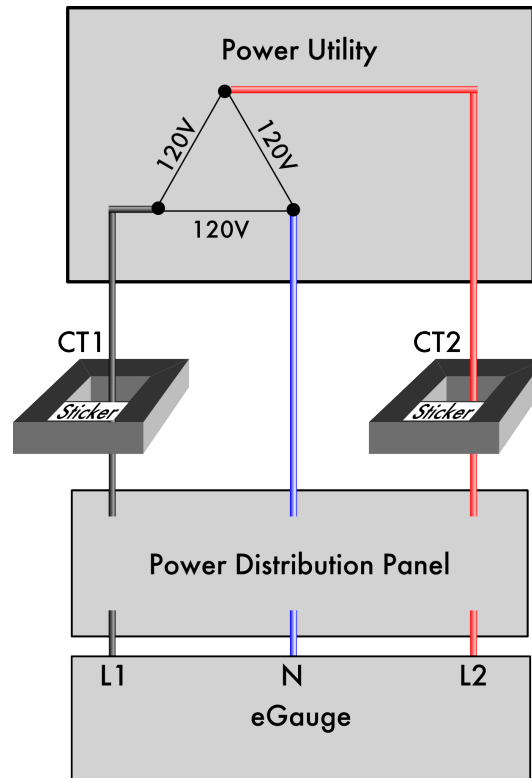 Power Utility
120V
120V
120V
CT1
CT2
Sticker
Sticker
Power Distribution Panel
L1
N
L2
eGauge